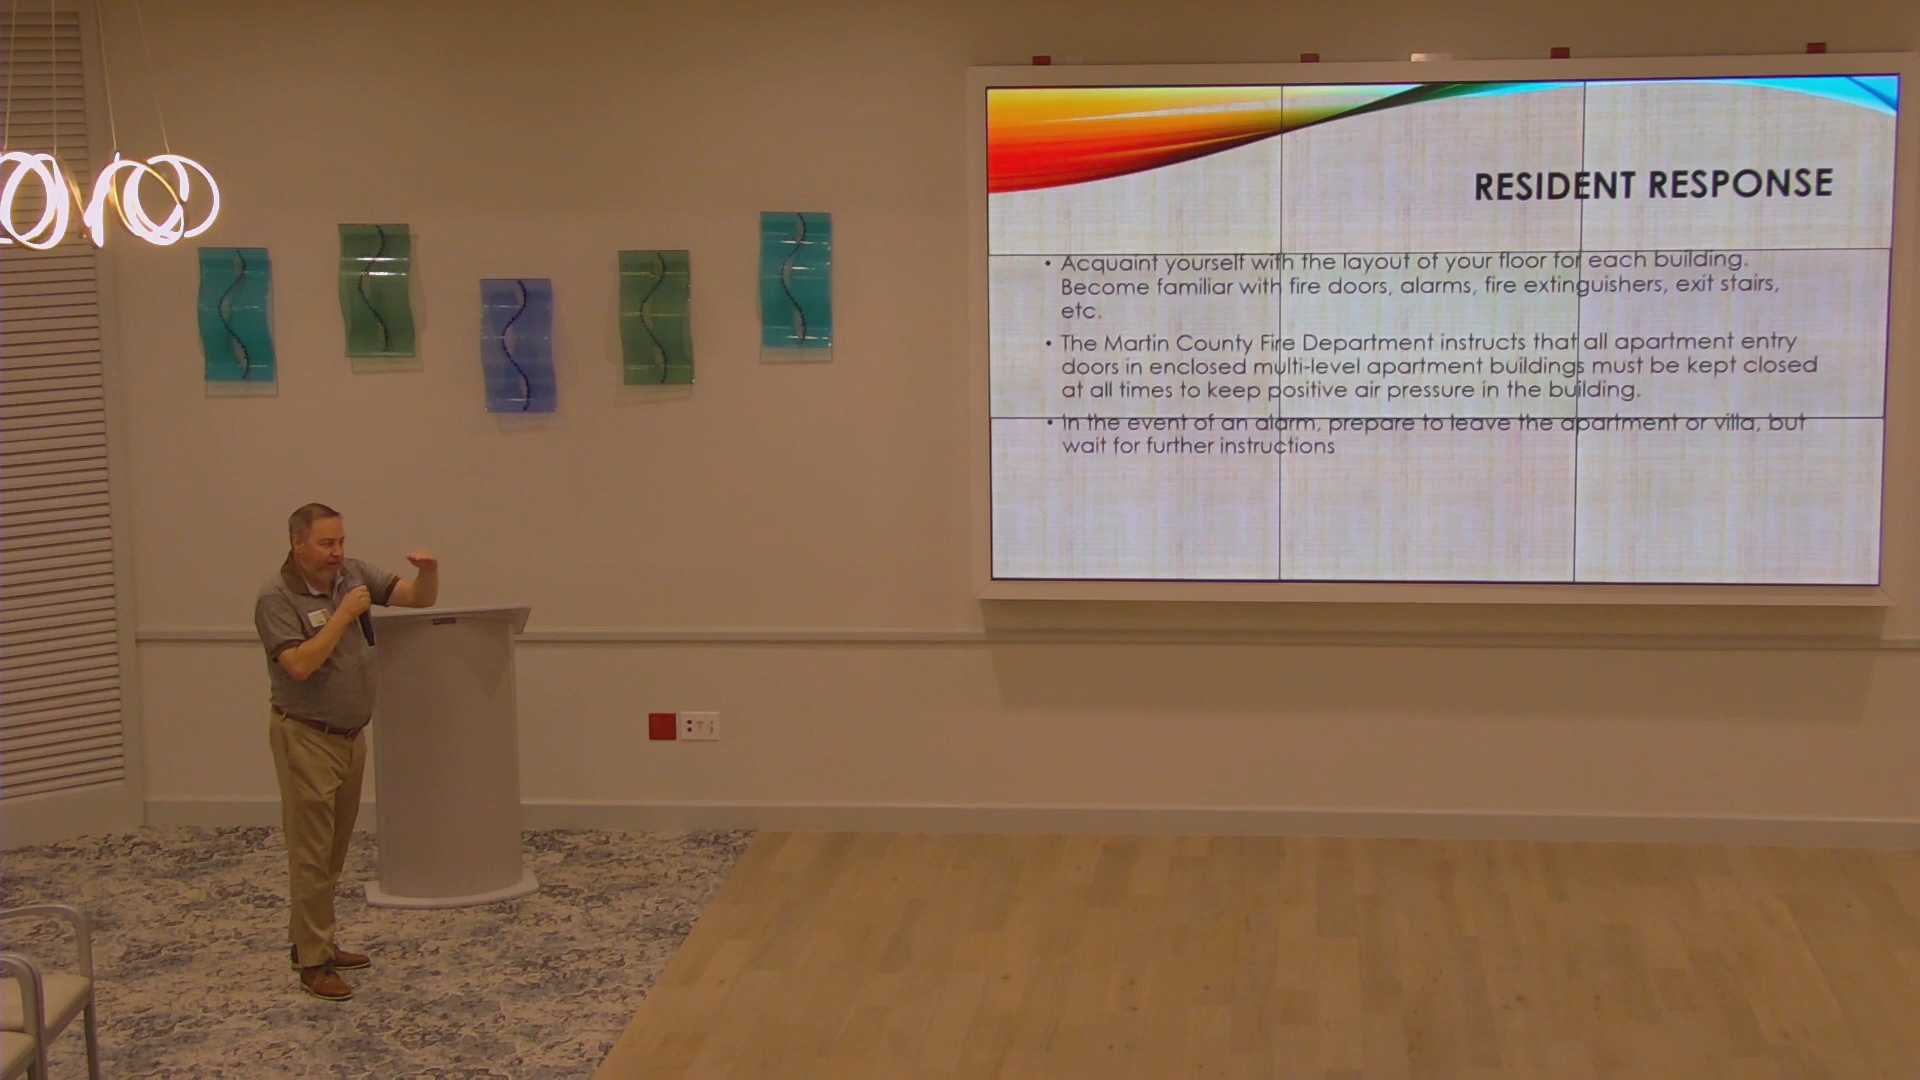 RESIDENT RESPONSE
• Acquaint yourself with the layout of your floor for each building.
Become familiar with fire doors, alarms, fire extinguishers, exit stairs,
etc.
• The Martin County Fire Department instructs that all apartment entry
doors in enclosed multi-level apartment buildings must be kept closed
at all times to keep positive air pressure in the building.
• In the event of an alarm, prepare to leave the apartment or villa, but
wait for further instructions